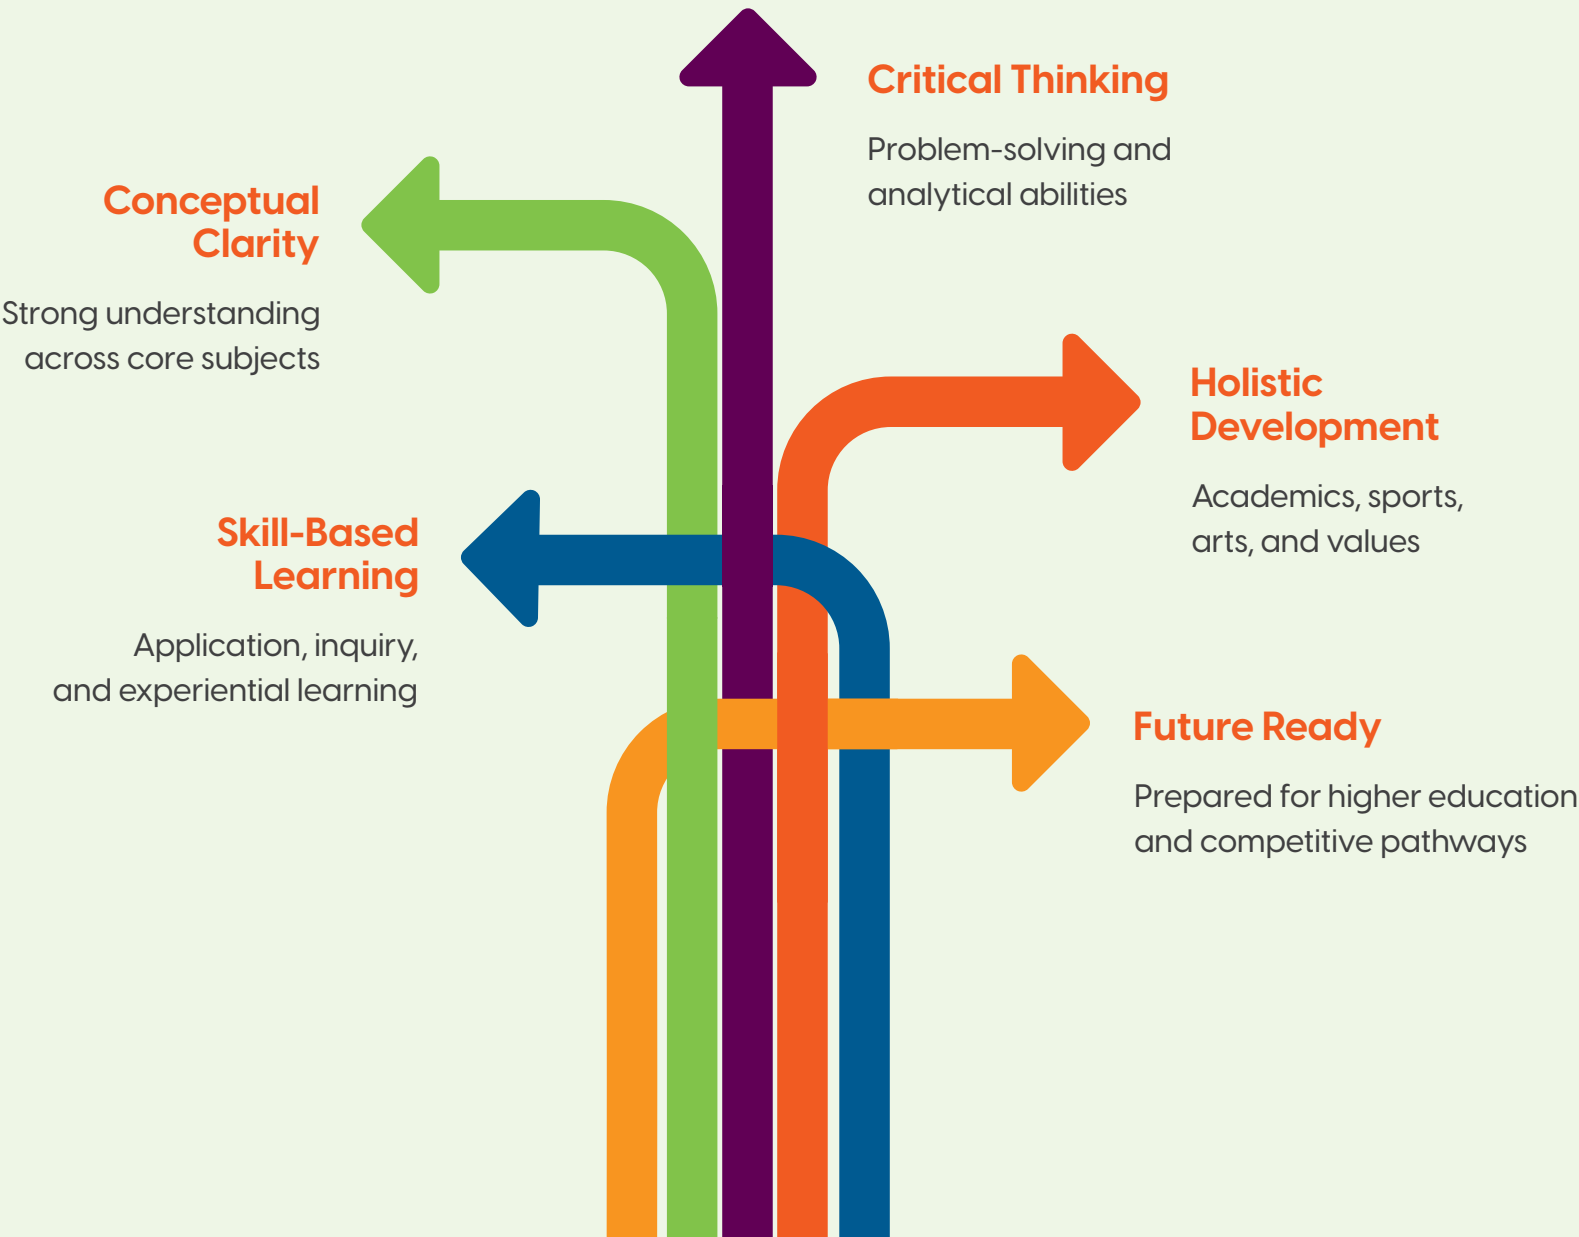 Critical Thinking
Problem-solving and
analytical abilities
Conceptual
Clarity
Strong understanding
across core subjects
Holistic
Development
Academics, sports,
arts, and values
Skill-Based
Learning
Application, inquiry,
and experiential learning
Future Ready
Prepared for higher education
and competitive pathways